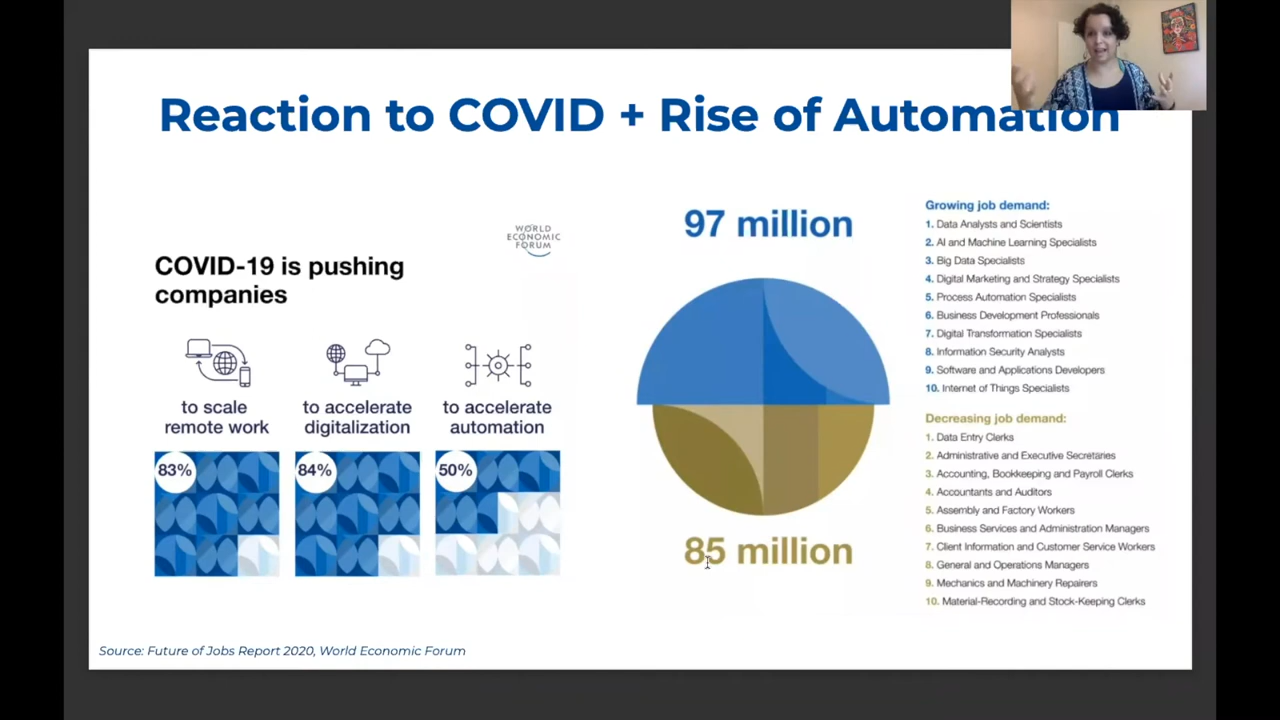 Reaction to COVID + Rise of Automation
WORLD
ECONOMIC
FORUM
COVID-19 is pushing
companies
to scale
remote work
83%
to accelerate
digitalization
84%
to accelerate
automation
50%
97 million
85 million
Growing job demand:
1. Data Analysts and Scientists
2. AI and Machine Learning Specialists
3. Big Data Specialists
4. Digital Marketing and Strategy Specialists
5. Process Automation Specialists
6. Business Development Professionals
7. Digital Transformation Specialists
8. Information Security Analysts
9. Software and Applications Developers
10. Internet of Things Specialists
Decreasing job demand:
1. Data Entry Clerks
2. Administrative and Executive Secretaries
3. Accounting, Bookkeeping and Payroll Clerks
4. Accountants and Auditors
5. Assembly and Factory Workers
6. Business Services and Administration Managers
7. Client Information and Customer Service Workers
8. General and Operations Managers
9. Mechanics and Machinery Repairers
10. Material-Recording and Stock-Keeping Clerks
Source: Future of Jobs Report 2020, World Economic Forum